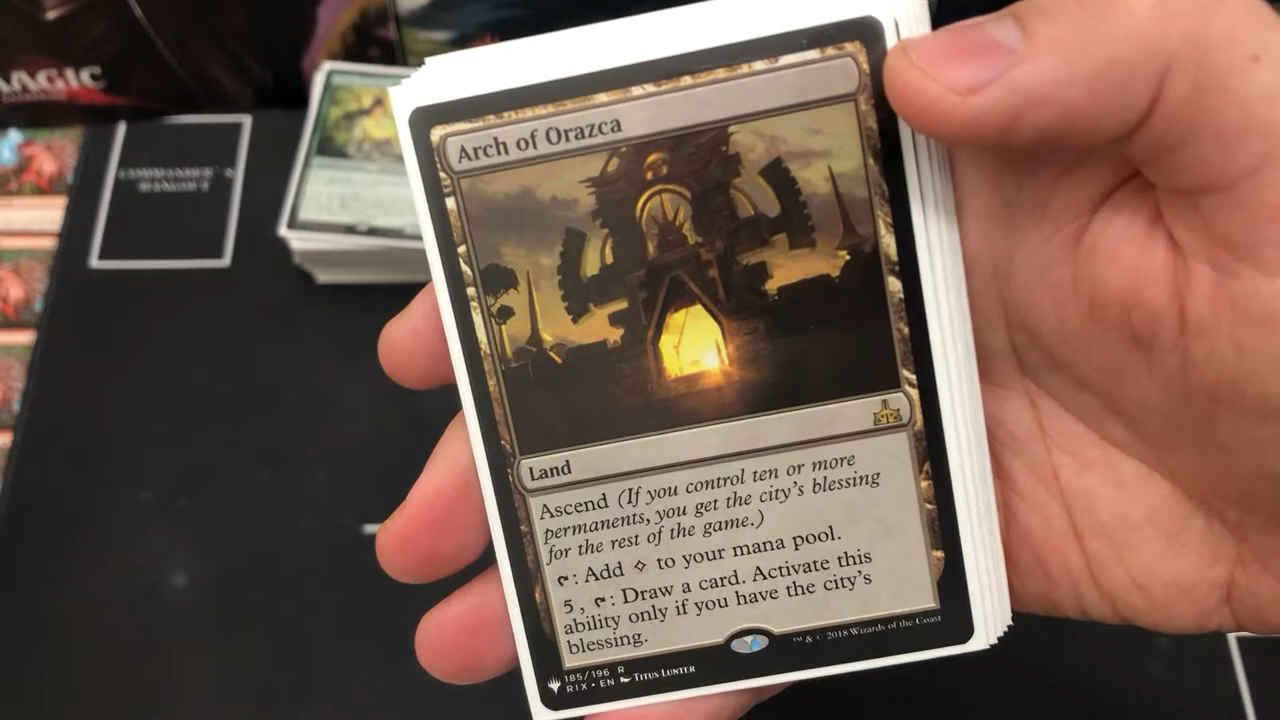 MAGIC
COMMANDER'S
HANGOUT
Arch of Orazca
Land
Ascend (If you control ten or more
permanents, you get the city's blessing
for the rest of the game.)
: Add to your mana pool.
5, : Draw a card. Activate this
ability only if you have the city's
blessing.
185/196 R
RIX • EN Titus Lunter
™ & © 2018 Wizards of the Coast